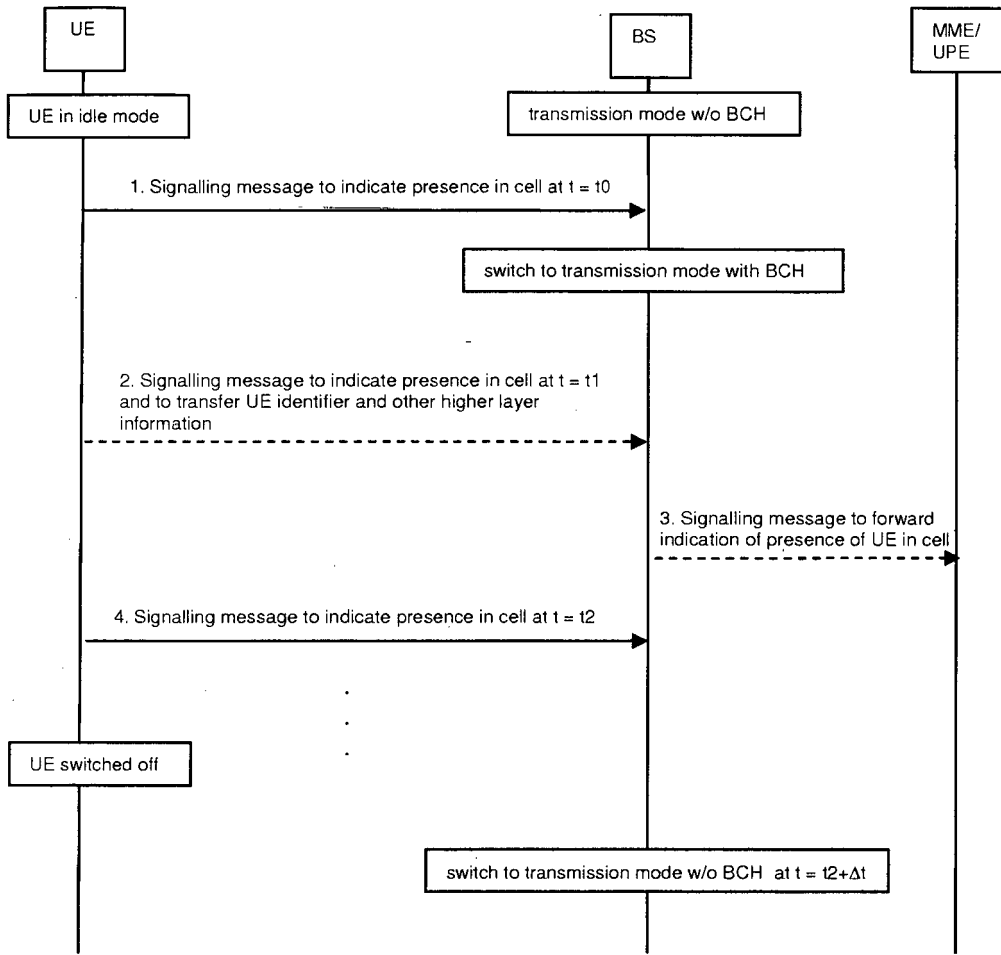 UE
BS
MME/
UPE
UE in idle mode
transmission mode w/o BCH
1. Signalling message to indicate presence in cell at t = t0
switch to transmission mode with BCH
2. Signalling message to indicate presence in cell at t = t1
and to transfer UE identifier and other higher layer
information
3. Signalling message to forward
indication of presence of UE in cell
4. Signalling message to indicate presence in cell at t = t2
UE switched off
switch to transmission mode w/o BCH at t = t2+Δt